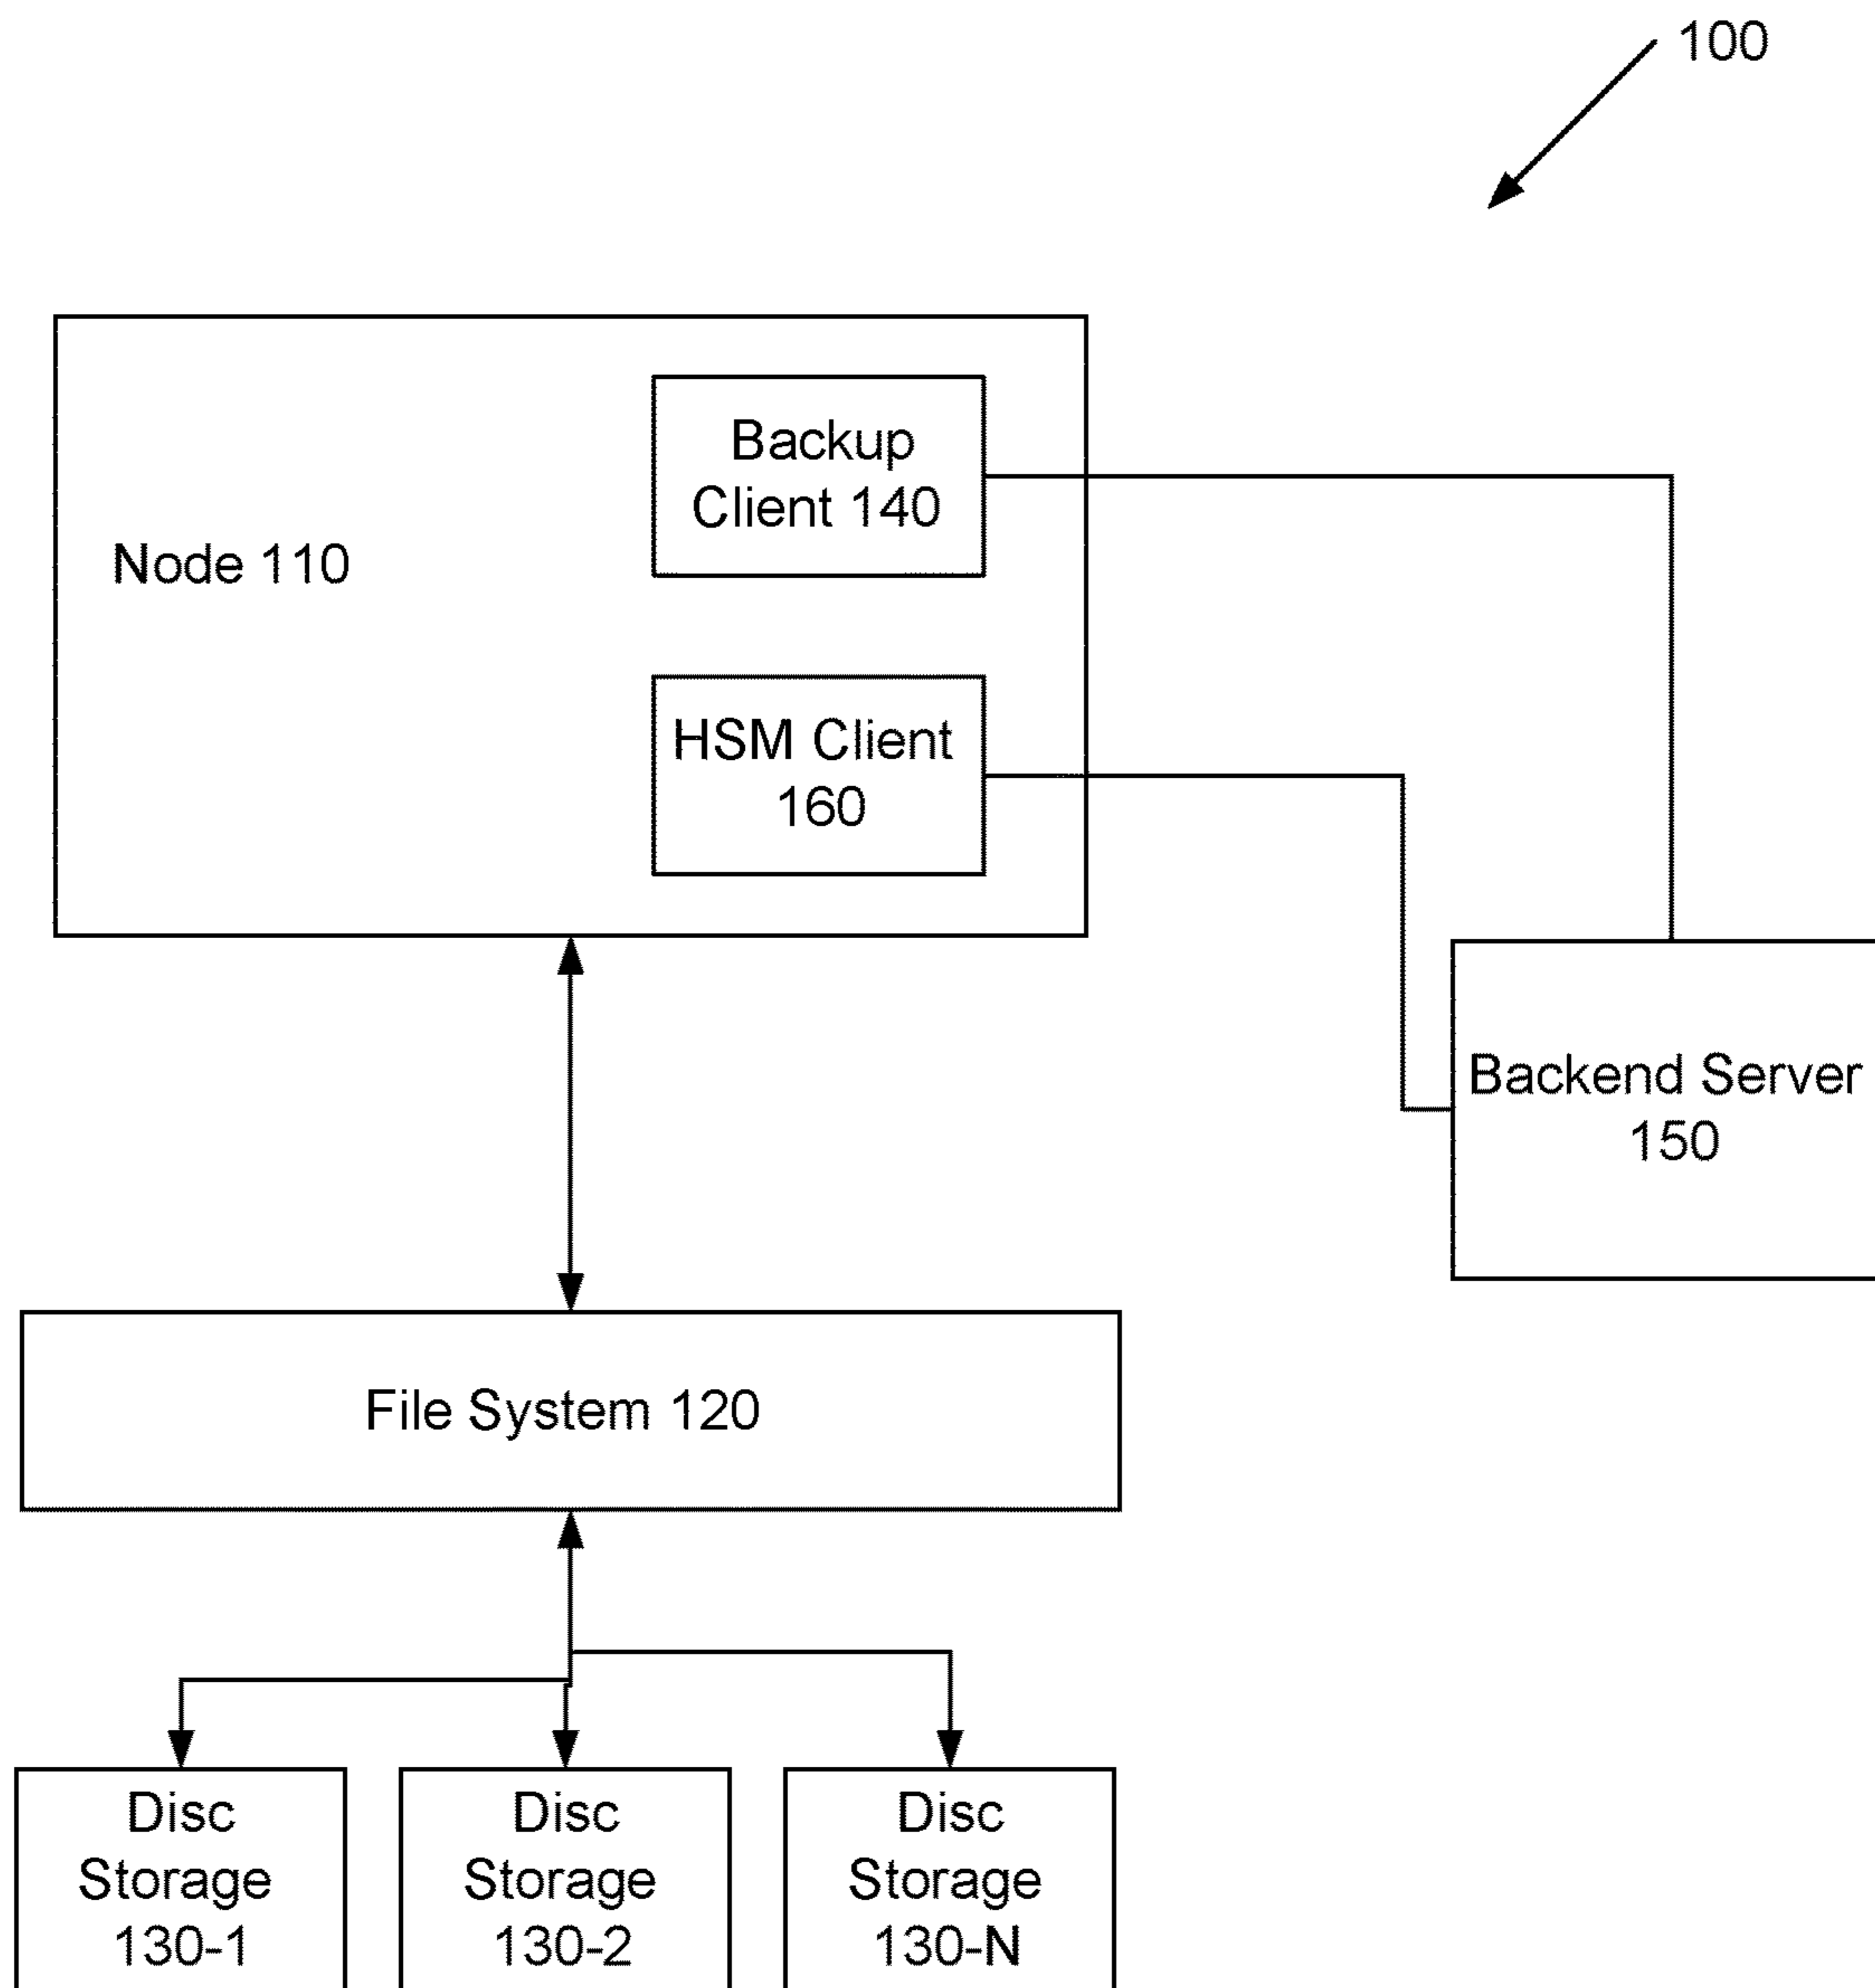 100
Backup
Client 140
Node 110
HSM Client
160
Backend Server
150
File System 120
Disc
Storage
130-1
Disc
Storage
130-2
Disc
Storage
130-N